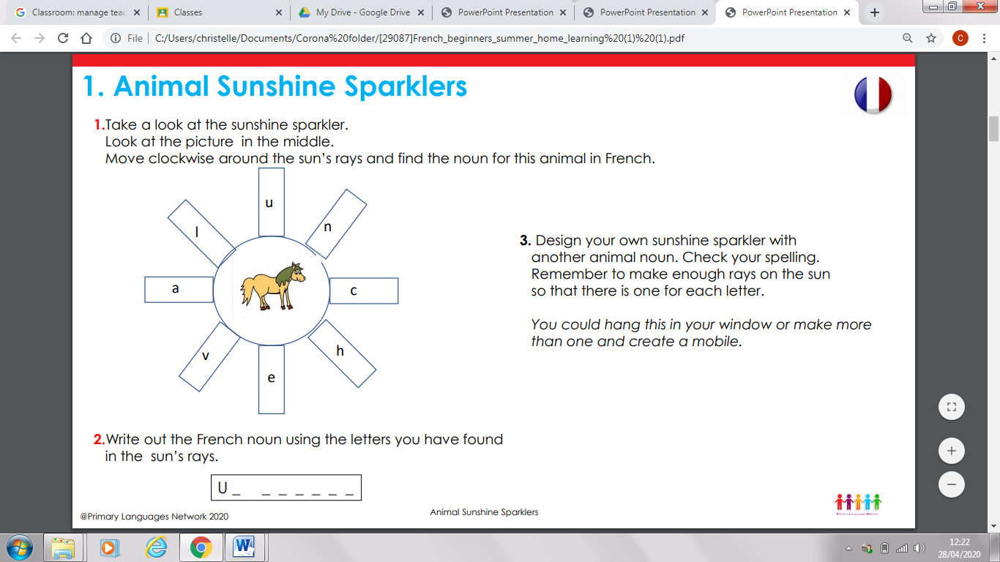 Classroom: manage teac
Classes
My Drive - Google Drive
PowerPoint Presentation
PowerPoint Presentation
PowerPoint Presentation
File | C:/Users/christelle/Documents/Corona%20folder/[29087]French_beginners_summer_home_learning%20(1)%20(1).pdf
C
1. Animal Sunshine Sparklers
1.Take a look at the sunshine sparkler.
Look at the picture in the middle.
Move clockwise around the sun's rays and find the noun for this animal in French.
u
n
c
h
e
v
a
l
3. Design your own sunshine sparkler with
another animal noun. Check your spelling.
Remember to make enough rays on the sun
so that there is one for each letter.
You could hang this in your window or make more
than one and create a mobile.
2.Write out the French noun using the letters you have found
in the sun's rays.
U _ _ _ _ _ _ _
@Primary Languages Network 2020
Animal Sunshine Sparklers
Primary Languages Network
12:22
28/04/2020